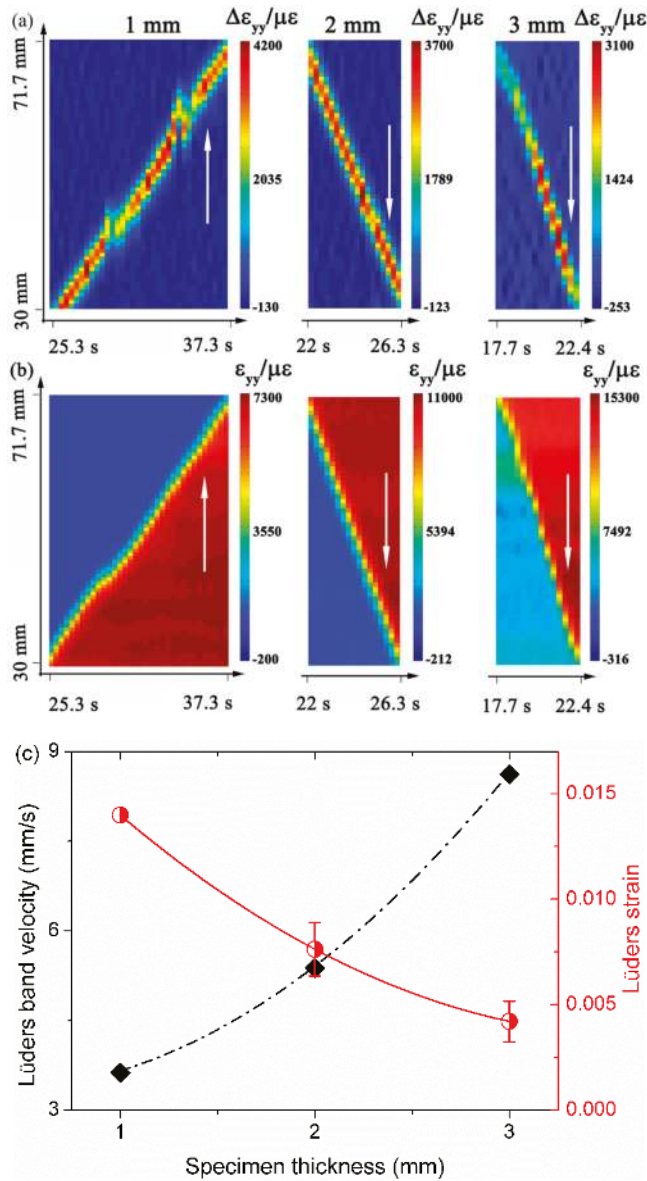 (a) 1 mm Δε_yy/με 2 mm Δε_yy/με 3 mm Δε_yy/με
71.7 mm 4200 3700 3100
2035 1789 1424
30 mm -130 -123 -253
25.3 s 37.3 s 22 s 26.3 s 17.7 s 22.4 s
(b) ε_yy/με ε_yy/με ε_yy/με
71.7 mm 7300 11000 15300
3550 5394 7492
30 mm -200 -212 -316
25.3 s 37.3 s 22 s 26.3 s 17.7 s 22.4 s
(c)
Lüders band velocity (mm/s)
9
6
3
0.015
0.010
0.005
0.000
Lüders strain
1 2 3
Specimen thickness (mm)